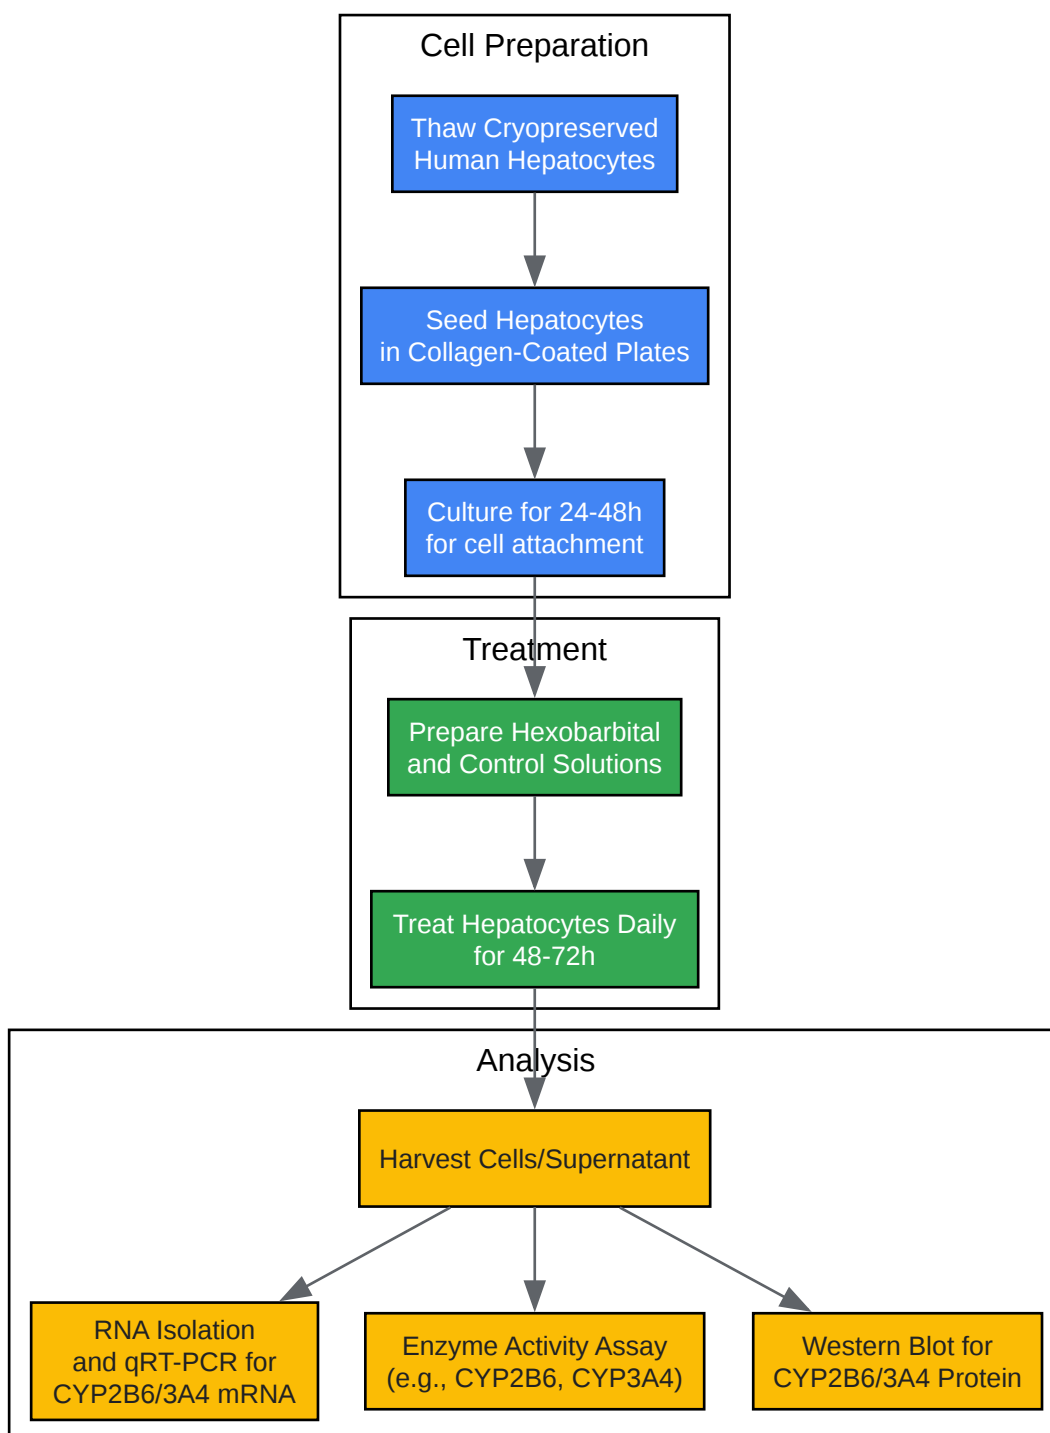 Cell Preparation
Thaw Cryopreserved
Human Hepatocytes
Seed Hepatocytes
in Collagen-Coated Plates
Culture for 24-48h
for cell attachment
Treatment
Prepare Hexobarbital
and Control Solutions
Treat Hepatocytes Daily
for 48-72h
Analysis
Harvest Cells/Supernatant
RNA Isolation
and qRT-PCR for
CYP2B6/3A4 mRNA
Enzyme Activity Assay
(e.g., CYP2B6, CYP3A4)
Western Blot for
CYP2B6/3A4 Protein